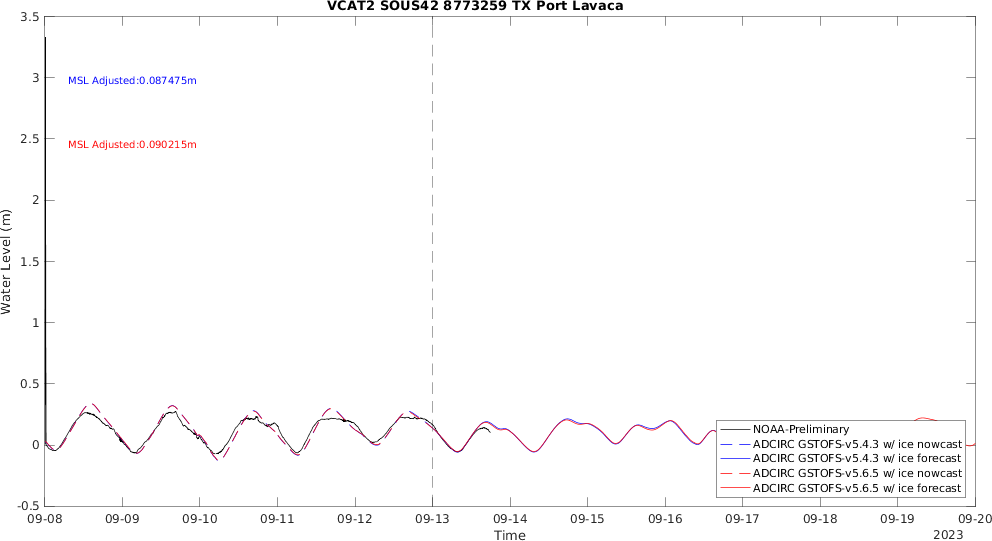 VCAT2 SOUS42 8773259 TX Port Lavaca
3.5
3
2.5
2
1.5
1
0.5
0
-0.5
Water Level (m)
MSL Adjusted:0.087475m
MSL Adjusted:0.090215m
NOAA-Preliminary
ADCIRC GSTOFS-v5.4.3 w/ ice nowcast
ADCIRC GSTOFS-v5.4.3 w/ ice forecast
ADCIRC GSTOFS-v5.6.5 w/ ice nowcast
ADCIRC GSTOFS-v5.6.5 w/ ice forecast
09-08 09-09 09-10 09-11 09-12 09-13 09-14 09-15 09-16 09-17 09-18 09-19 09-20
Time
2023